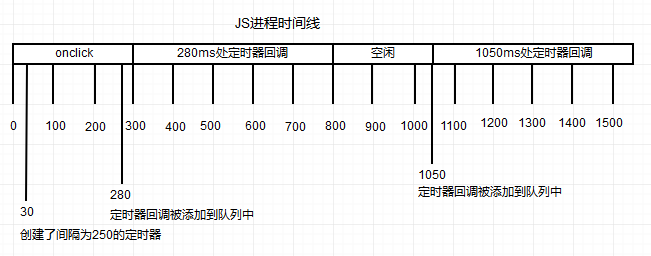 JS进程时间线
onclick 280ms处定时器回调 空闲 1050ms处定时器回调
0 100 200 300 400 500 600 700 800 900 1000 1100 1200 1300 1400 1500
1050
定时器回调被添加到队列中
280
定时器回调被添加到队列中
30
创建了间隔为250的定时器